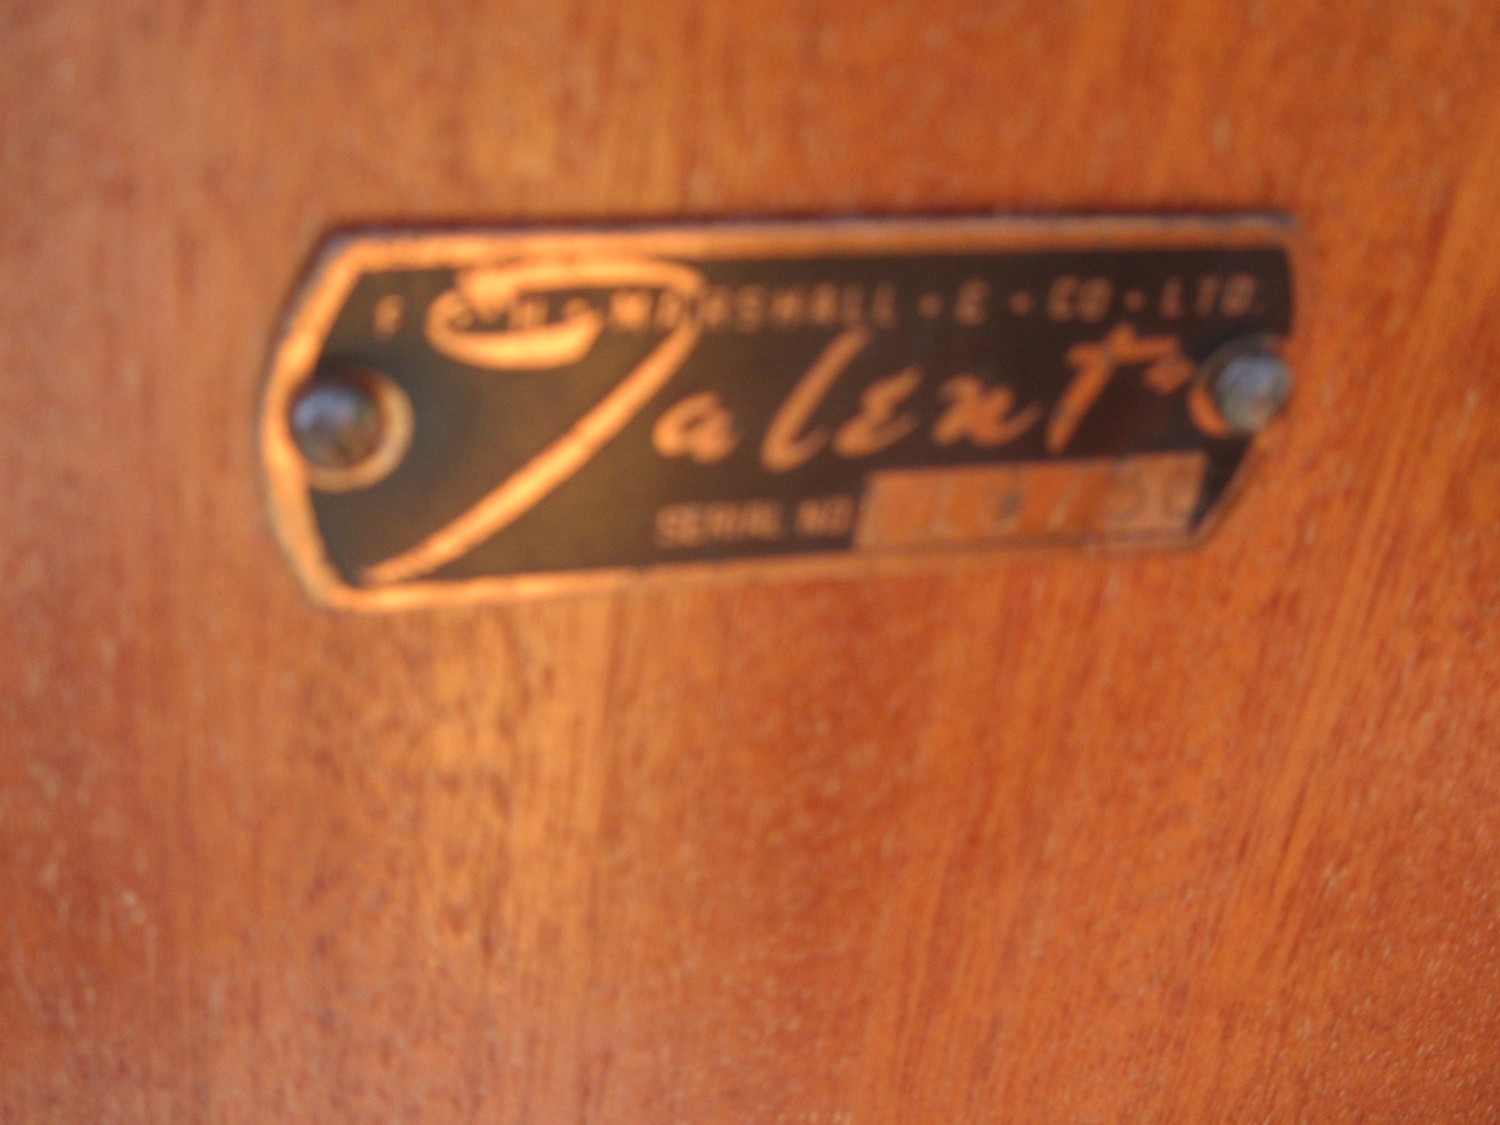 MARSHALL · E · CO · LTD.
Talent
SERIAL NO